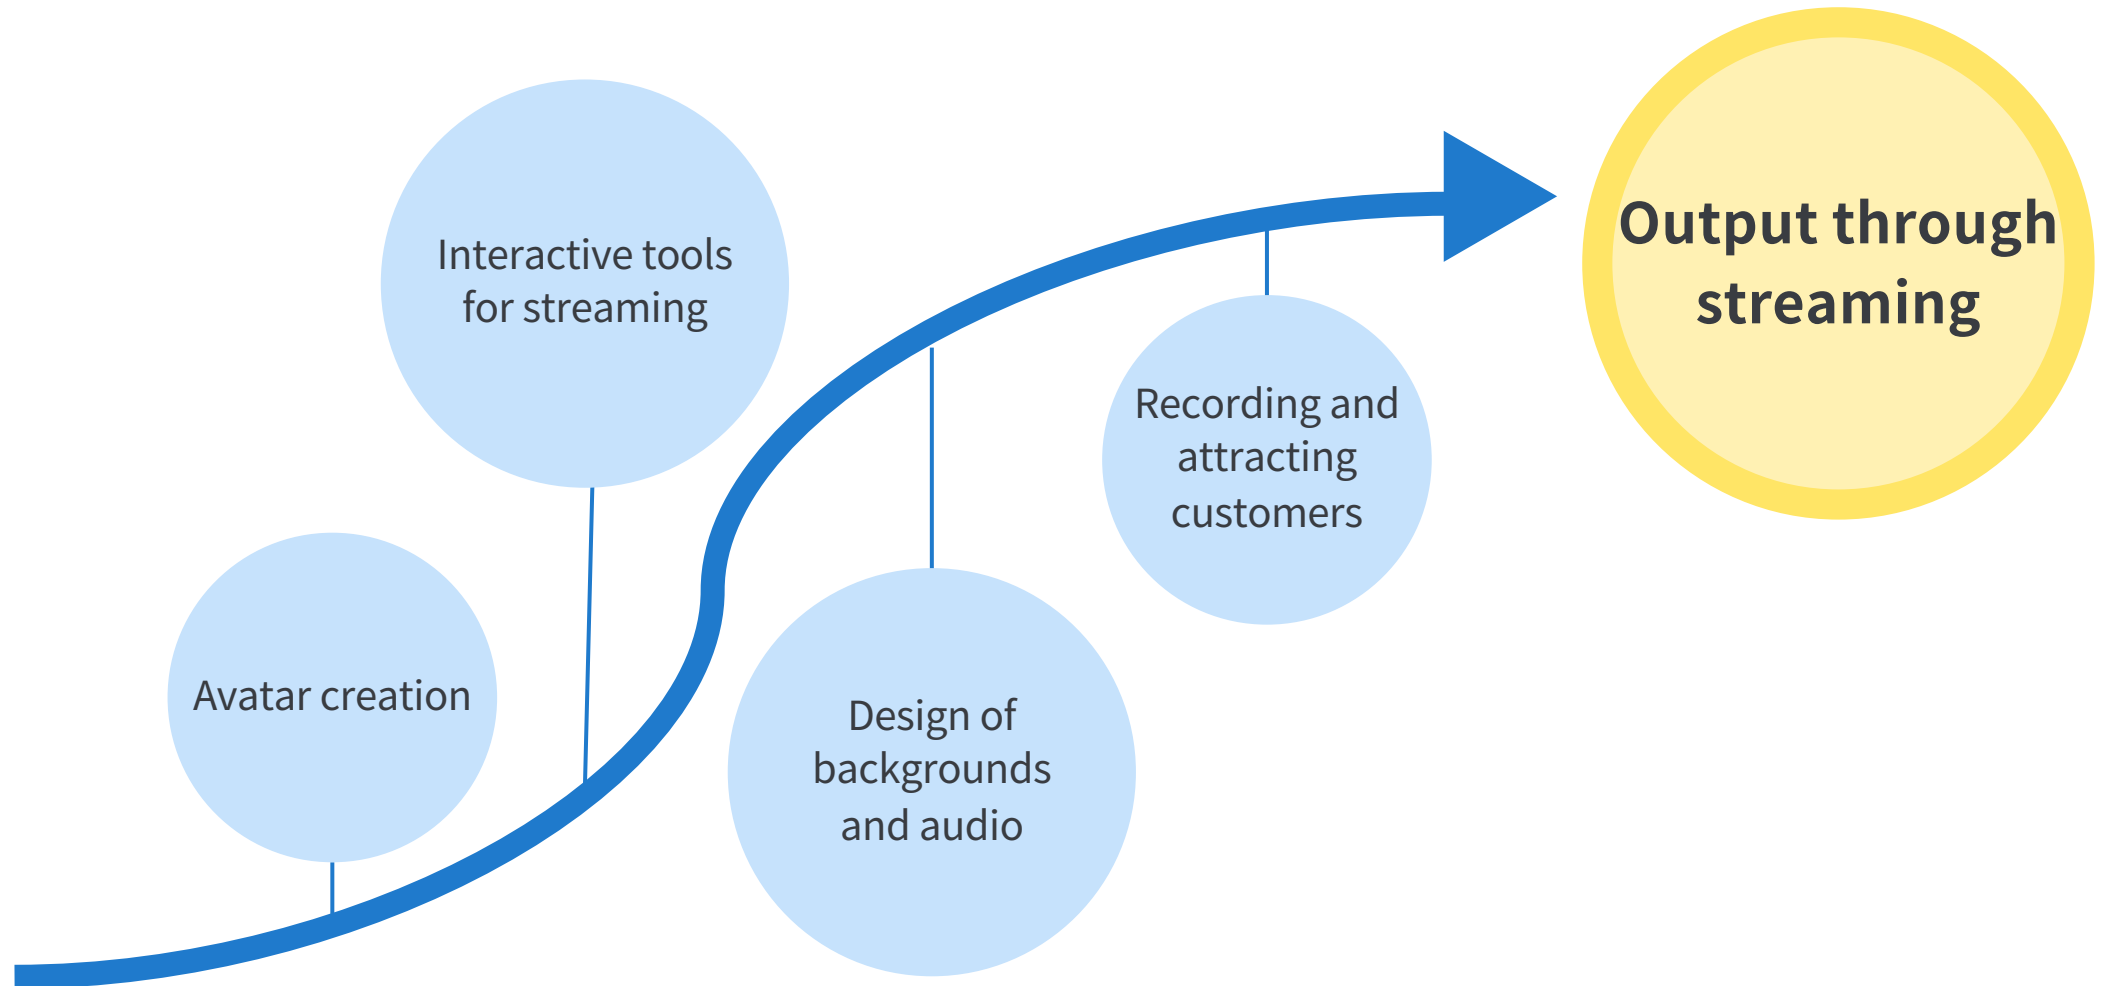 Avatar creation
Interactive tools
for streaming
Design of
backgrounds
and audio
Recording and
attracting
customers
Output through
streaming